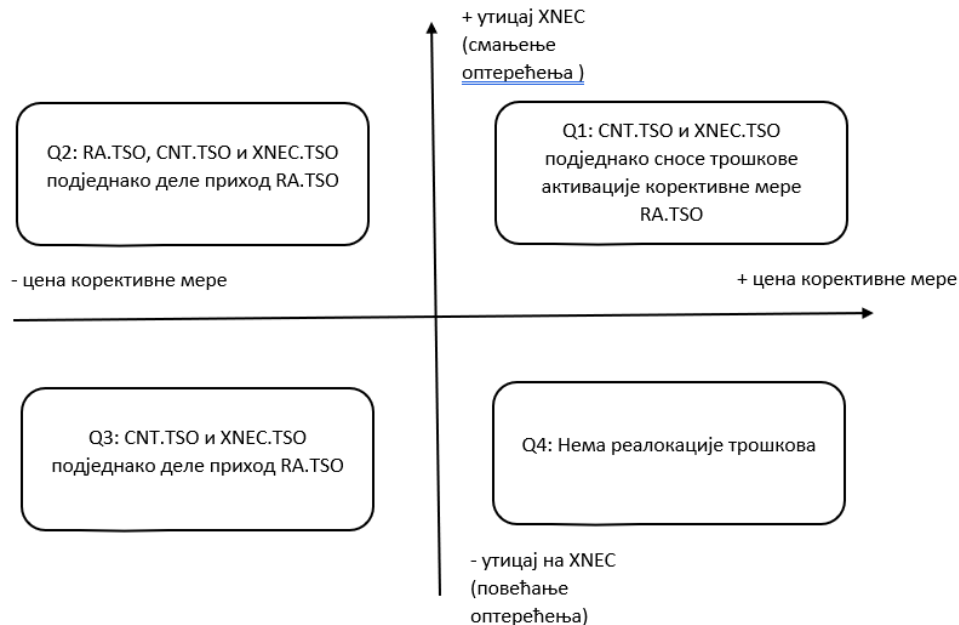 + утицај XNEC
(смањење
оптерећења )
Q2: RA.TSO, CNT.TSO и XNEC.TSO
подједнако деле приход RA.TSO
Q1: CNT.TSO и XNEC.TSO
подједнако сносе трошкове
активације корективне мере
RA.TSO
- цена корективне мере
+ цена корективне мере
Q3: CNT.TSO и XNEC.TSO
подједнако деле приход RA.TSO
Q4: Нема реалокације трошкова
- утицај на XNEC
(повећање
оптерећења)